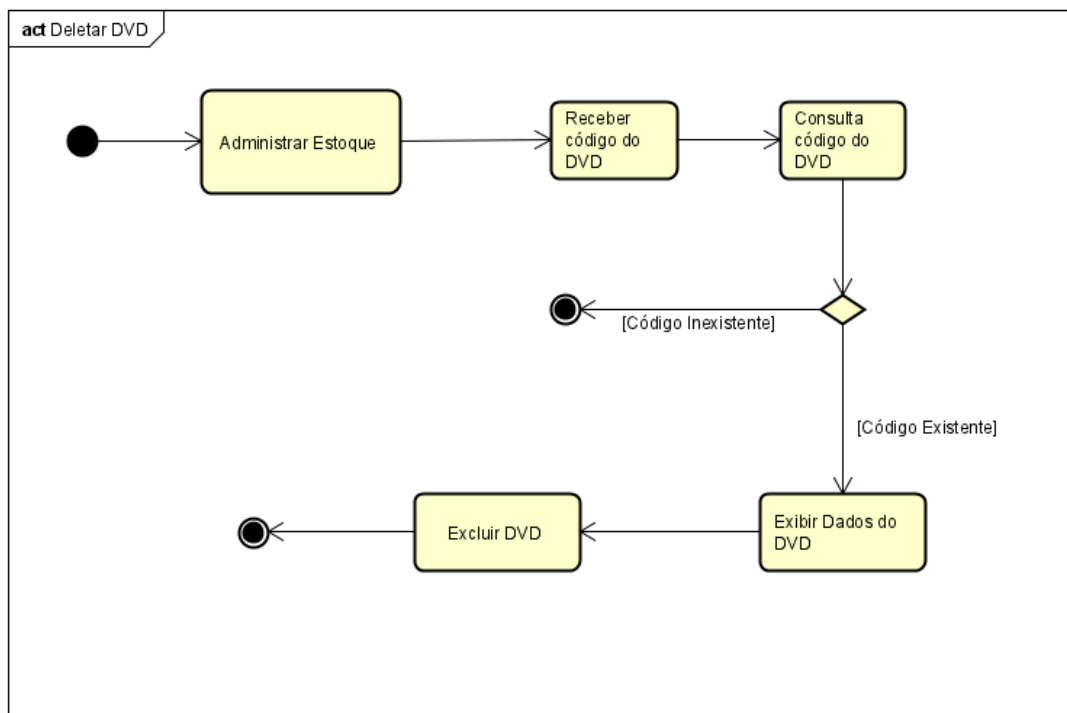 act Deletar DVD
Administrar Estoque
Receber
código do
DVD
Consulta
código do
DVD
[Código Inexistente]
[Código Existente]
Exibir Dados do
DVD
Excluir DVD